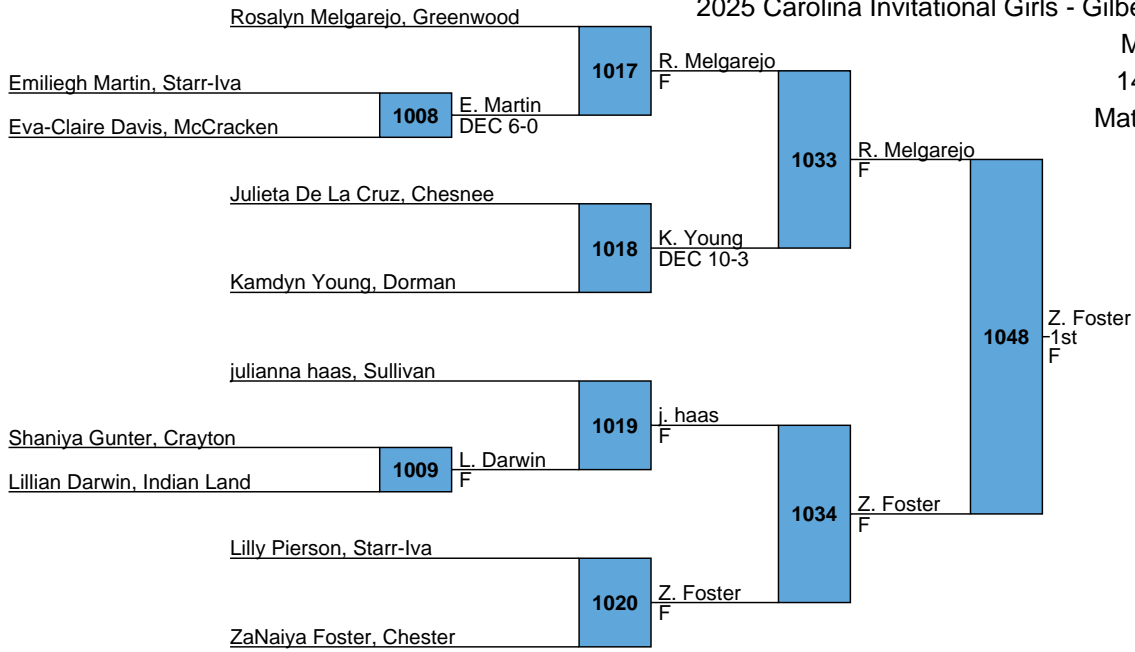 2025 Carolina Invitational Girls - Gilbe
M
14
Mat
Rosalyn Melgarejo, Greenwood
1017
R. Melgarejo
F
Emiliegh Martin, Starr-Iva
Eva-Claire Davis, McCracken
1008
E. Martin
DEC 6-0
1033
R. Melgarejo
F
Julieta De La Cruz, Chesnee
Kamdyn Young, Dorman
1018
K. Young
DEC 10-3
1048
Z. Foster
1st
F
julianna haas, Sullivan
1019
j. haas
F
Shaniya Gunter, Crayton
Lillian Darwin, Indian Land
1009
L. Darwin
F
1034
Z. Foster
F
Lilly Pierson, Starr-Iva
ZaNaiya Foster, Chester
1020
Z. Foster
F